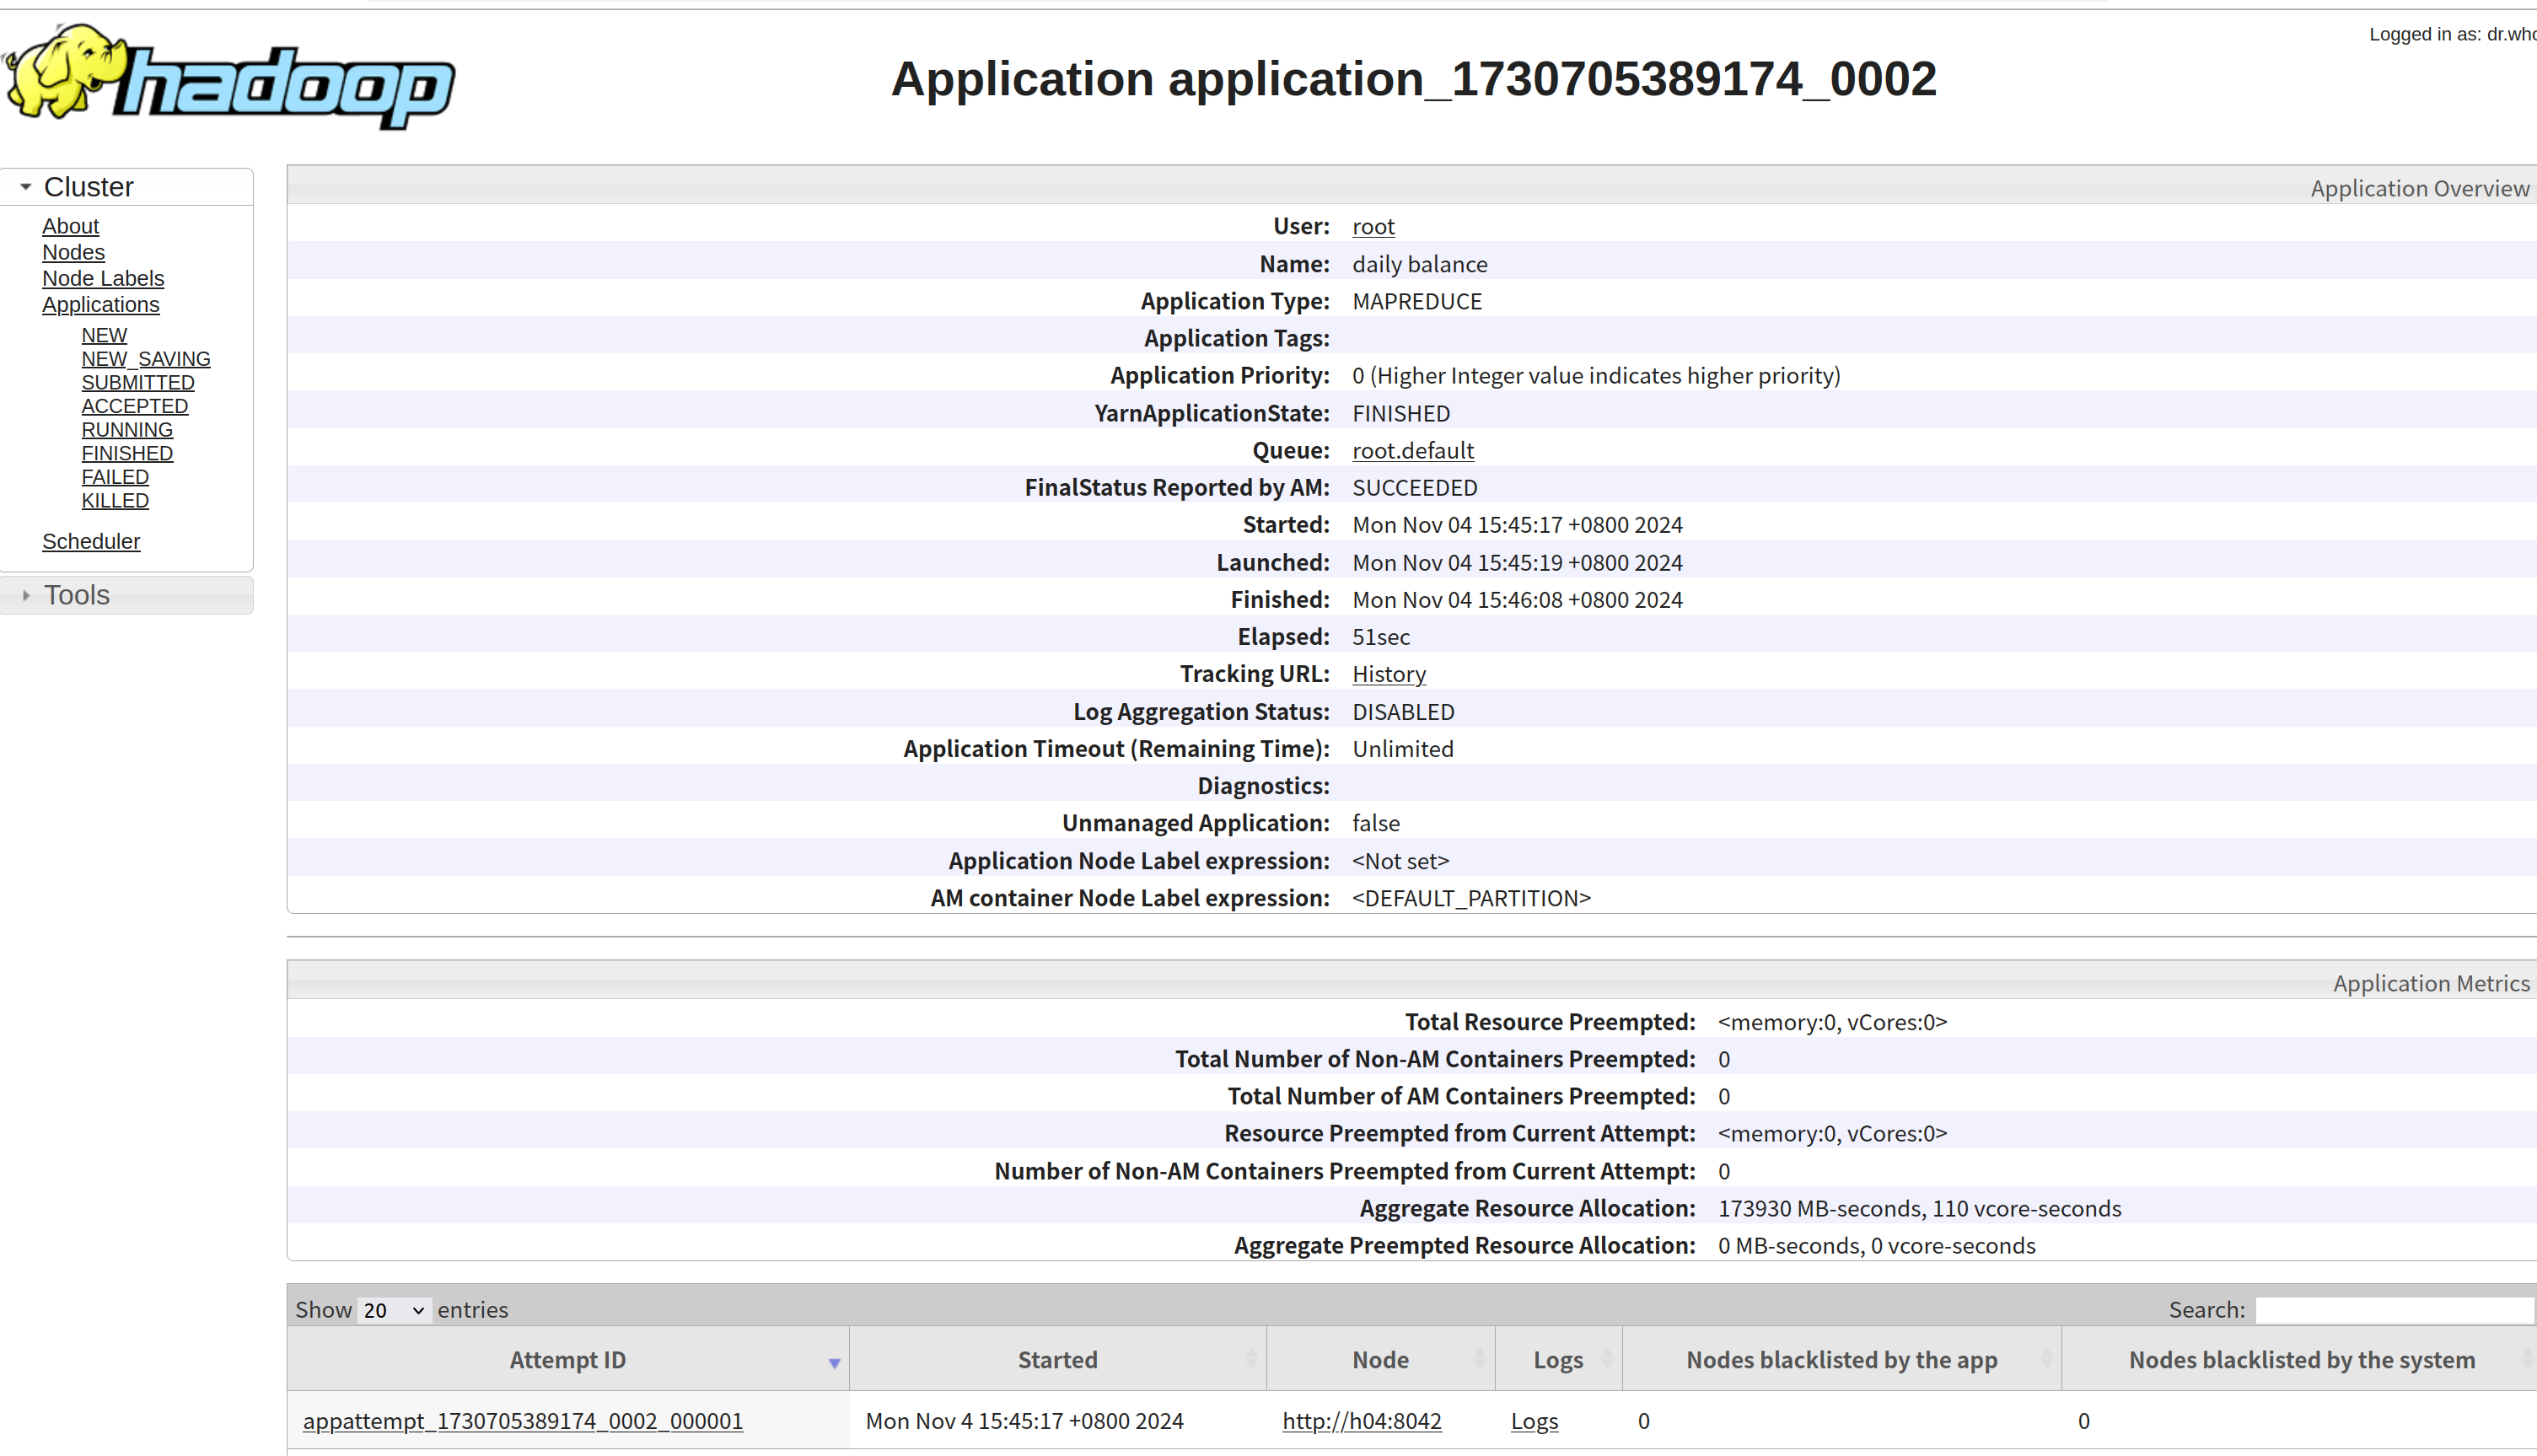 Logged in as: dr.who
hadoop
Application application_1730705389174_0002
Cluster
About
Nodes
Node Labels
Applications
NEW
NEW_SAVING
SUBMITTED
ACCEPTED
RUNNING
FINISHED
FAILED
KILLED
Scheduler
Tools
Application Overview
User: root
Name: daily balance
Application Type: MAPREDUCE
Application Tags:
Application Priority: 0 (Higher Integer value indicates higher priority)
YarnApplicationState: FINISHED
Queue: root.default
FinalStatus Reported by AM: SUCCEEDED
Started: Mon Nov 04 15:45:17 +0800 2024
Launched: Mon Nov 04 15:45:19 +0800 2024
Finished: Mon Nov 04 15:46:08 +0800 2024
Elapsed: 51sec
Tracking URL: History
Log Aggregation Status: DISABLED
Application Timeout (Remaining Time): Unlimited
Diagnostics:
Unmanaged Application: false
Application Node Label expression: <Not set>
AM container Node Label expression: <DEFAULT_PARTITION>
Application Metrics
Total Resource Preempted: <memory:0, vCores:0>
Total Number of Non-AM Containers Preempted: 0
Total Number of AM Containers Preempted: 0
Resource Preempted from Current Attempt: <memory:0, vCores:0>
Number of Non-AM Containers Preempted from Current Attempt: 0
Aggregate Resource Allocation: 173930 MB-seconds, 110 vcore-seconds
Aggregate Preempted Resource Allocation: 0 MB-seconds, 0 vcore-seconds
Show 20 entries Search:
Attempt ID Started Node Logs Nodes blacklisted by the app Nodes blacklisted by the system
appattempt_1730705389174_0002_000001 Mon Nov 4 15:45:17 +0800 2024 http://h04:8042 Logs 0 0